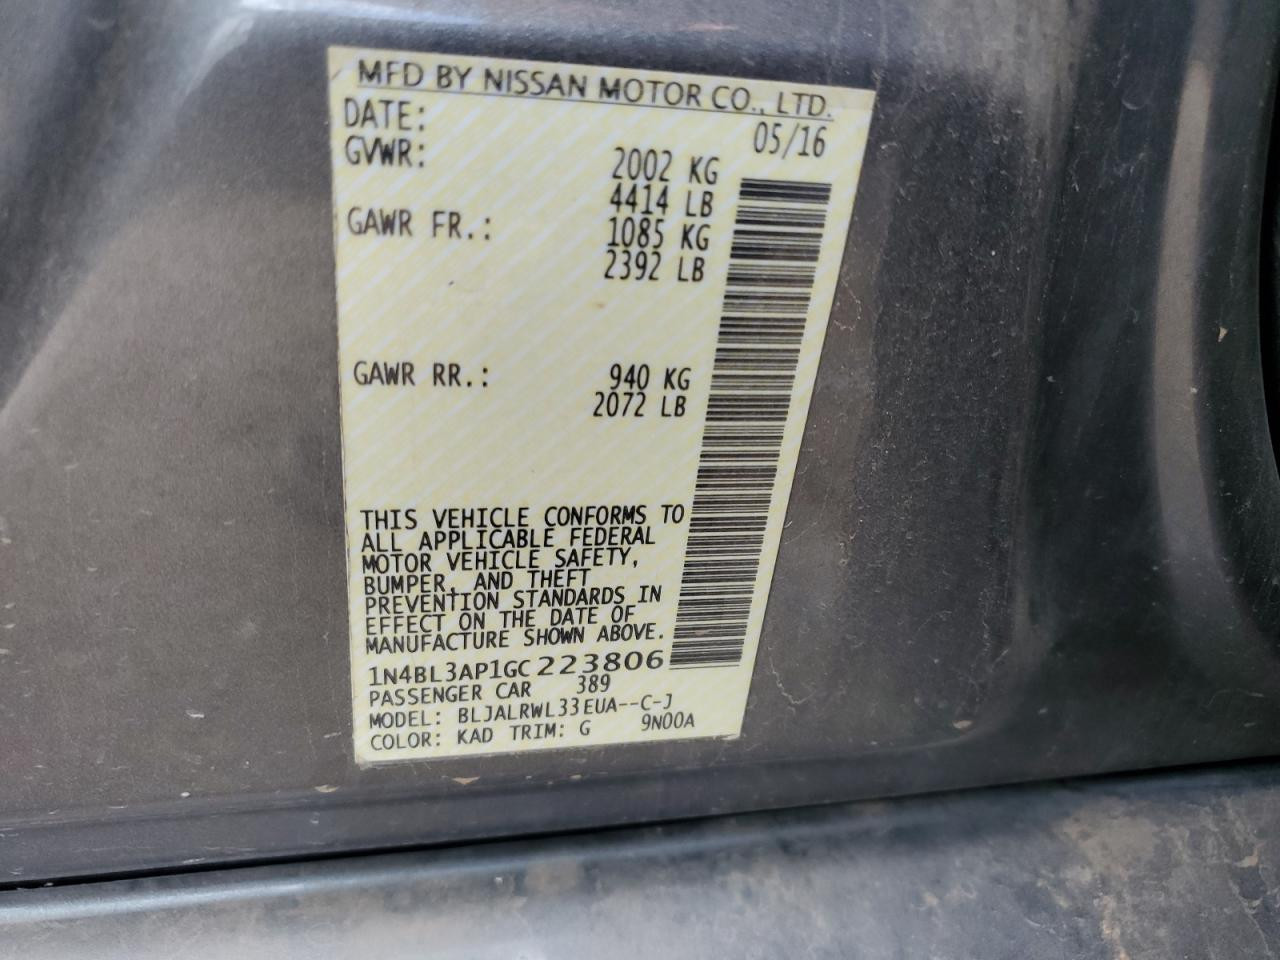 MFD BY NISSAN MOTOR CO., LTD.
DATE: 05/16
GVWR: 2002 KG
4414 LB
GAWR FR.: 1085 KG
2392 LB
GAWR RR.: 940 KG
2072 LB
THIS VEHICLE CONFORMS TO
ALL APPLICABLE FEDERAL
MOTOR VEHICLE SAFETY,
BUMPER, AND THEFT
PREVENTION STANDARDS IN
EFFECT ON THE DATE OF
MANUFACTURE SHOWN ABOVE.
1N4BL3AP1GC223806
PASSENGER CAR 389
MODEL: BLJALRWL33EUA--C-J
COLOR: KAD TRIM: G 9N00A